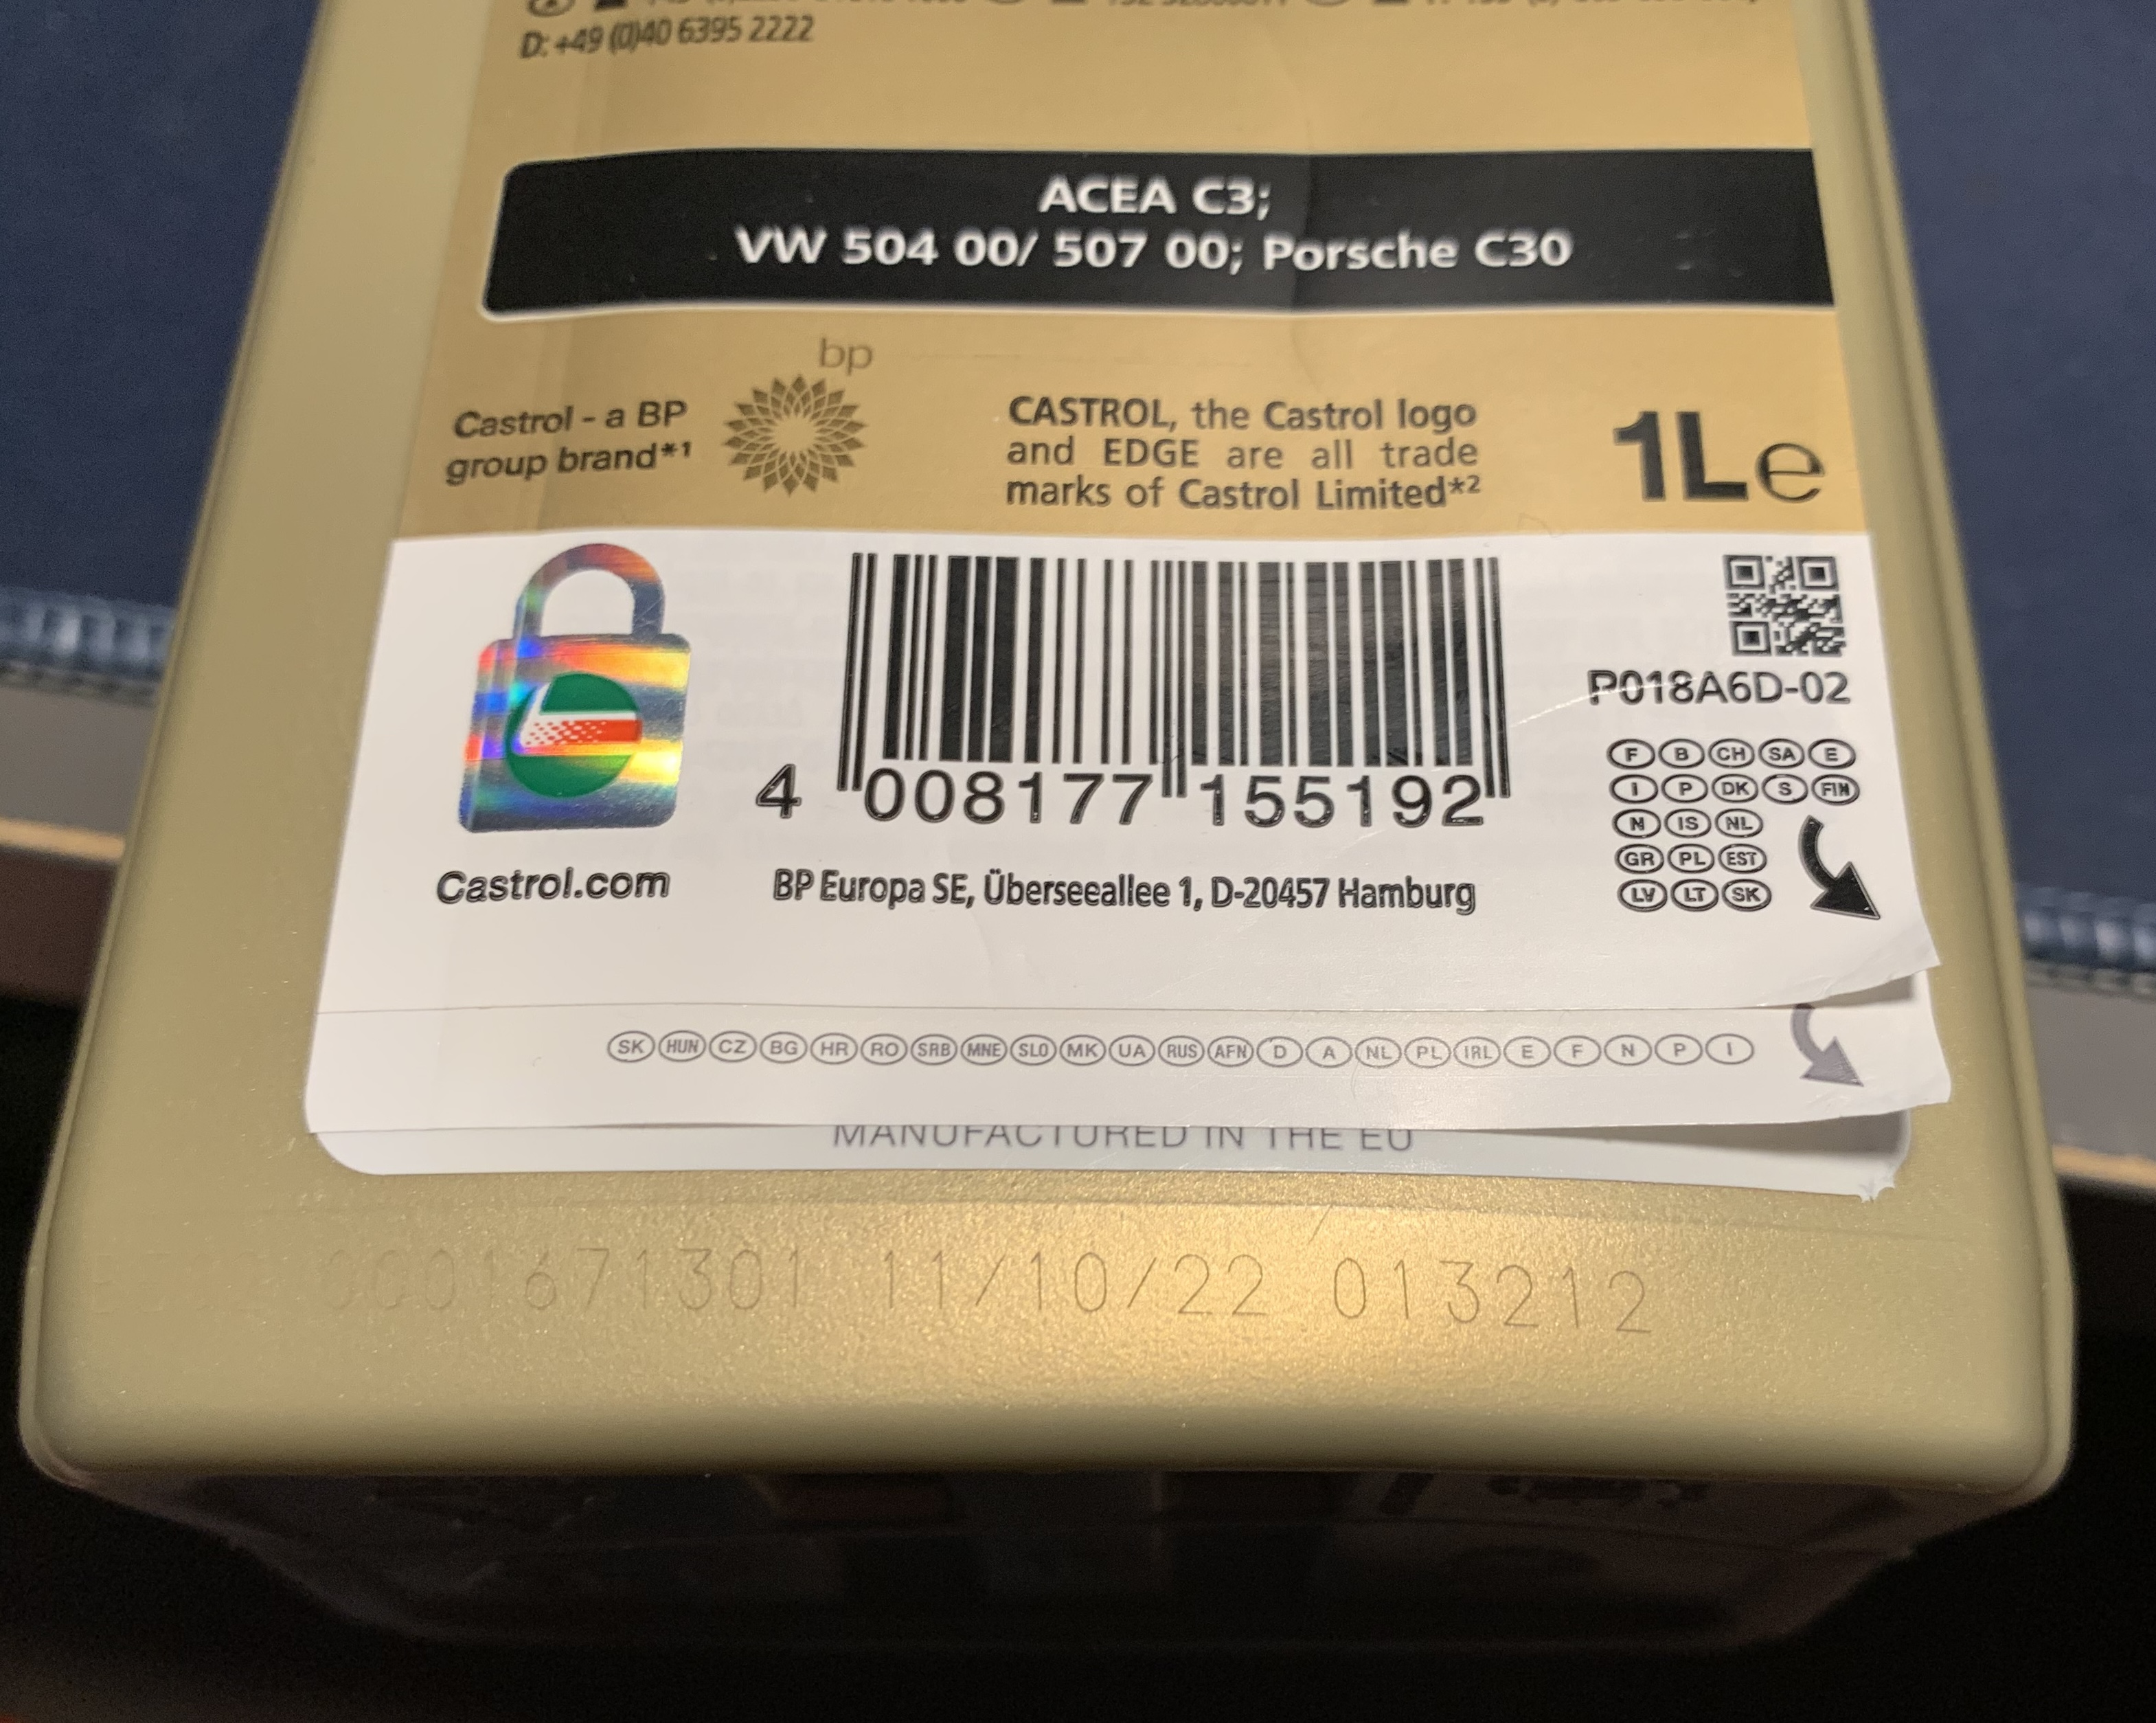 D: +49 (0)40 6395 2222
ACEA C3;
VW 504 00/ 507 00; Porsche C30
bp
Castrol - a BP
group brand*1
CASTROL, the Castrol logo
and EDGE are all trade
marks of Castrol Limited*2
1Le
P018A6D-02
F B CH SA E
I P DK S FIN
N IS NL
GR PL EST
LV LT SK
4 008177 155192
Castrol.com
BP Europa SE, Überseeallee 1, D-20457 Hamburg
SK HUN CZ BG HR RO SRB MNE SLO MK UA RUS AFN D A NL PL IRL E F N P I
MANUFACTURED IN THE EU
0001671301 11/10/22 013212